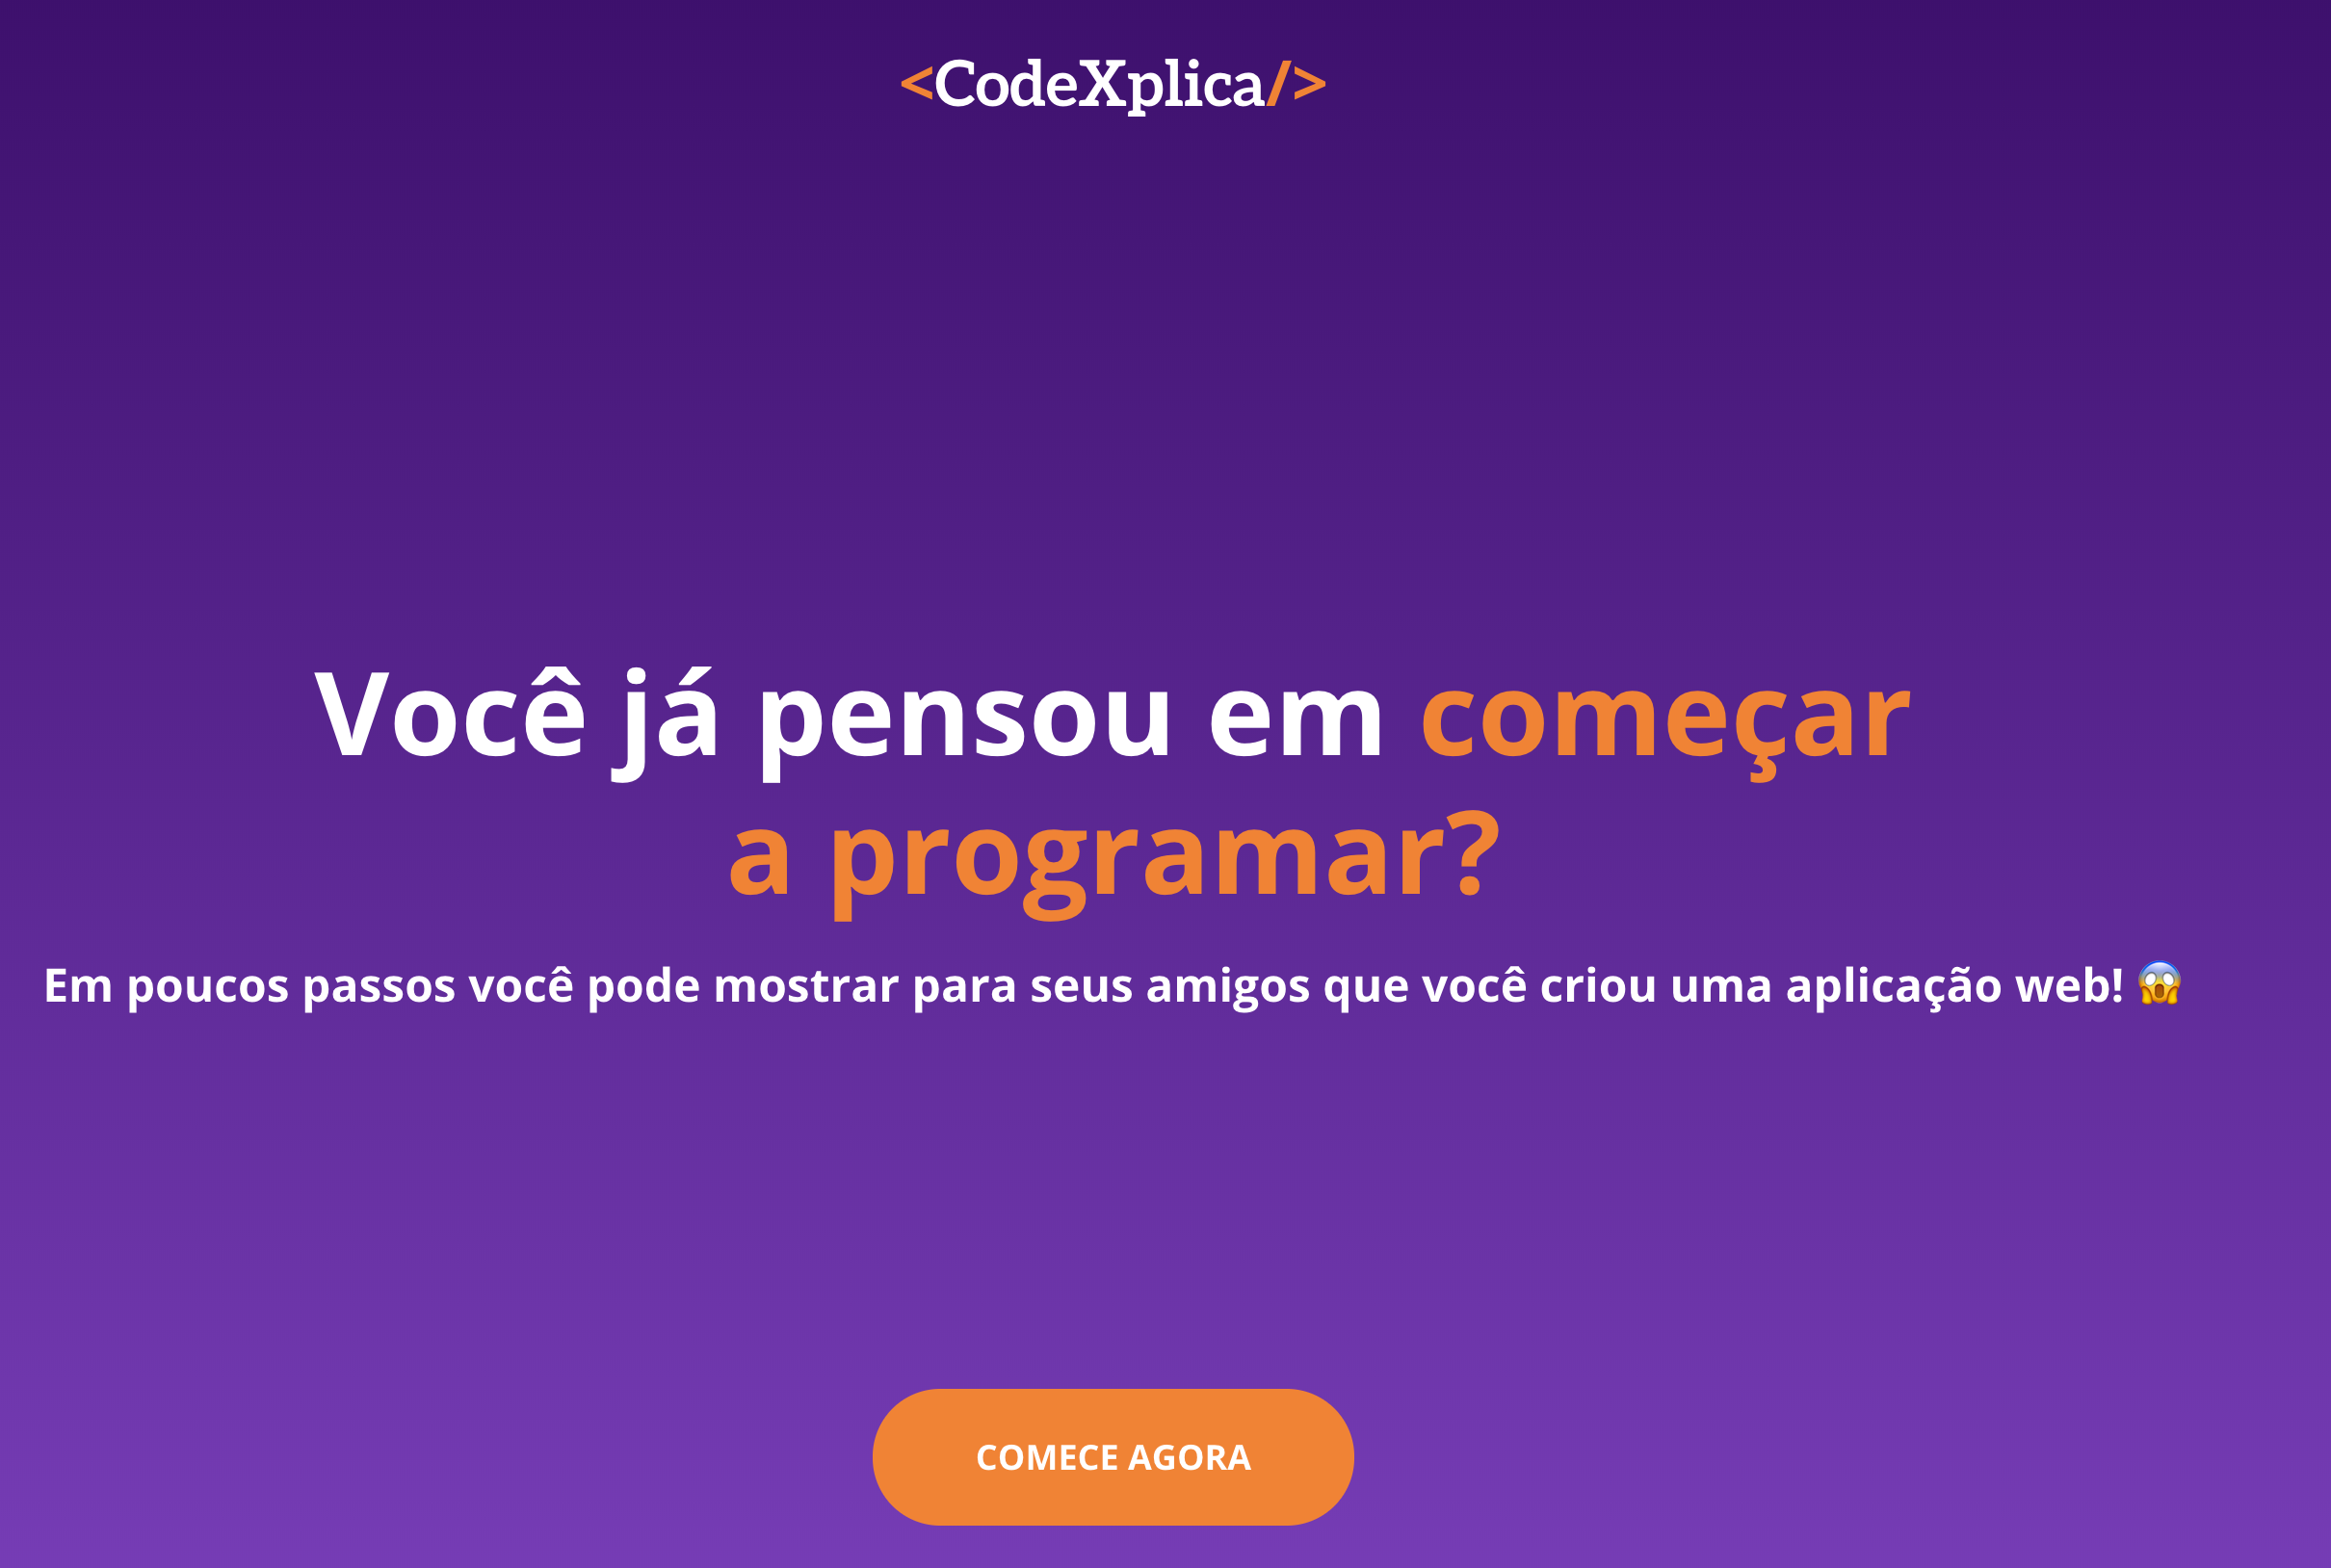 <CodeXplica/>
Você já pensou em começar
a programar?
Em poucos passos você pode mostrar para seus amigos que você criou uma aplicação web! 😱
COMECE AGORA